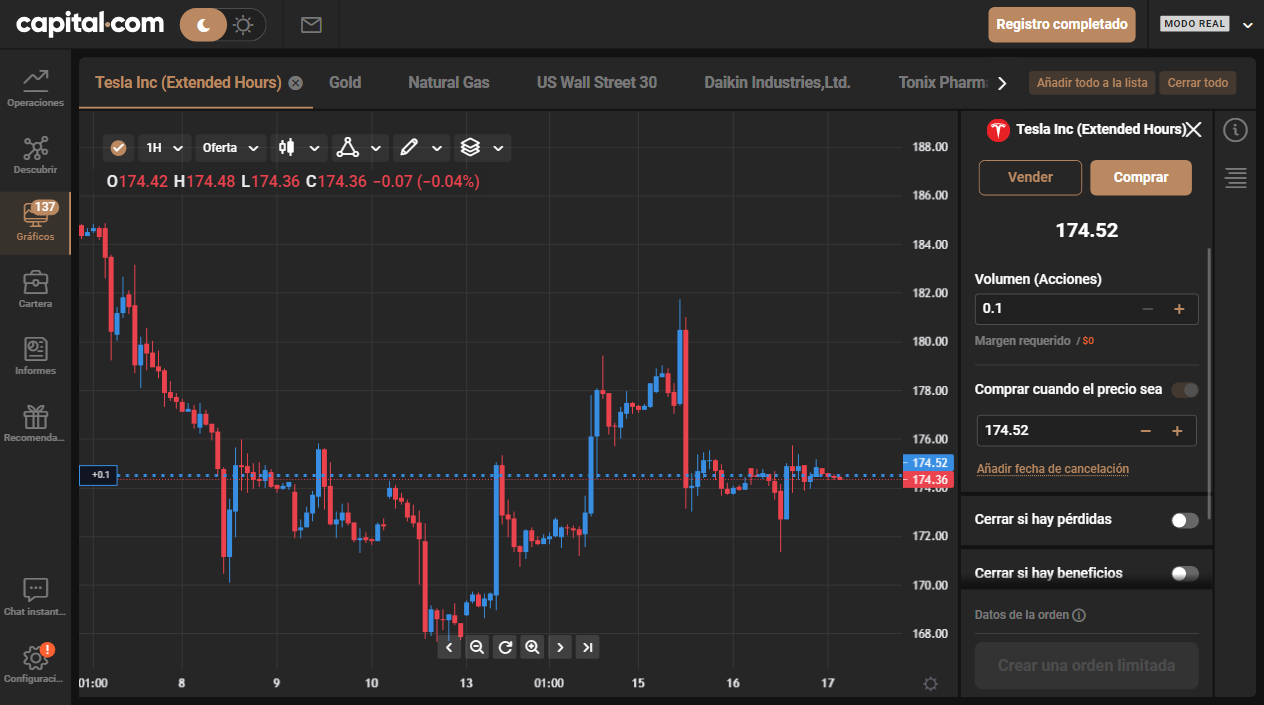 capital.com
Registro completado
MODO REAL
Operaciones
Descubrir
137
Gráficos
Cartera
Informes
Recomenda...
Chat instant...
!
Configuraci...
Tesla Inc (Extended Hours)
Gold
Natural Gas
US Wall Street 30
Daikin Industries,Ltd.
Tonix Pharm
Añadir todo a la lista
Cerrar todo
1H
Oferta
O174.42 H174.48 L174.36 C174.36 −0.07 (−0.04%)
188.00
186.00
184.00
182.00
180.00
178.00
176.00
174.52
174.36
174.00
172.00
170.00
168.00
+0.1
01:00
8
9
10
13
01:00
15
16
17
Tesla Inc (Extended Hours)
Vender
Comprar
174.52
Volumen (Acciones)
0.1
Margen requerido / $0
Comprar cuando el precio sea
174.52
Añadir fecha de cancelación
Cerrar si hay pérdidas
Cerrar si hay beneficios
Datos de la orden
Crear una orden limitada